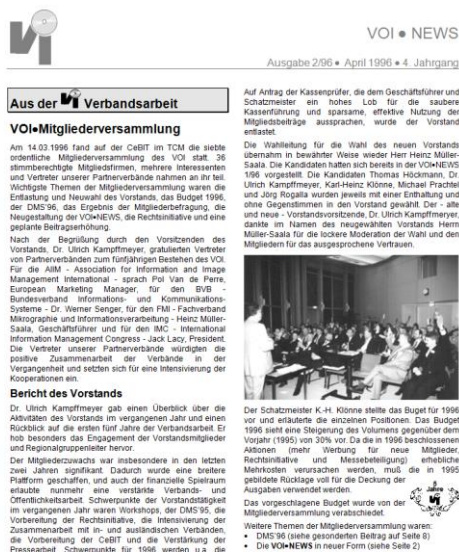 VOI ● NEWS
Ausgabe 2/96 ● April 1996 ● 4. Jahrgang
Aus der VI Verbandsarbeit
VOI●Mitgliederversammlung
Am 14.03.1996 fand auf der CeBIT im TCM die siebte
ordentliche Mitgliederversammlung des VOI statt. 36
stimmberechtigte Mitgliedsfirmen, mehrere Interessenten
und Vertreter unserer Partnerverbände nahmen an ihr teil.
Wichtigste Themen der Mitgliederversammlung waren die
Entlastung und Neuwahl des Vorstands, das Budget 1996,
der DMS'96, das Ergebnis der Mitgliederbefragung, die
Neugestaltung der VOI●NEWS, die Rechtsinitiative und eine
geplante Beitragserhöhung.
Nach der Begrüßung durch den Vorsitzenden des
Vorstands, Dr. Ulrich Kampffmeyer, gratulierten Vertreter
von Partnerverbänden zum fünfjährigen Bestehen des VOI.
Für die AIIM - Association for Information and Image
Management International - sprach Pol Van de Perre,
European Marketing Manager, für den BVB -
Bundesverband Informations- und Kommunikations-
Systeme - Dr. Werner Senger, für den FMI - Fachverband
Mikrographie und Informationsverarbeitung - Heinz Müller-
Saala, Geschäftsführer und für den IMC - International
Information Management Congress - Jack Lacy, President.
Die Vertreter unserer Partnerverbände würdigten die
positive Zusammenarbeit der Verbände in der
Vergangenheit und setzten sich für eine Intensivierung der
Kooperationen ein.
Bericht des Vorstands
Dr. Ulrich Kampffmeyer gab einen Überblick über die
Aktivitäten des Vorstands im vergangenen Jahr und einen
Rückblick auf die ersten fünf Jahre der Verbandsarbeit. Er
hob besonders das Engagement der Vorstandsmitglieder
und Regionalgruppenleiter hervor.
Der Mitgliederzuwachs war insbesondere in den letzten
zwei Jahren signifikant. Dadurch wurde eine breitere
Plattform geschaffen, und auch der finanzielle Spielraum
erlaubte nunmehr eine verstärkte Verbands- und
Öffentlichkeitsarbeit. Schwerpunkte der Vorstandstätigkeit
im vergangenen Jahr waren Workshops, der DMS'95, die
Vorbereitung der Rechtsinitiative, die Intensivierung der
Zusammenarbeit mit in- und ausländischen Verbänden,
die Vorbereitung der CeBIT und die Verstärkung der
Pressearbeit. Schwerpunkte für 1996 werden u.a. die
Auf Antrag der Kassenprüfer, die dem Geschäftsführer und
Schatzmeister ein hohes Lob für die saubere
Kassenführung und sparsame, effektive Nutzung der
Mitgliedsbeiträge aussprachen, wurde der Vorstand
entlastet.
Die Wahlleitung für die Wahl des neuen Vorstands
übernahm in bewährter Weise wieder Herr Heinz Müller-
Saala. Die Kandidaten hatten sich bereits in der VOI●NEWS
1/96 vorgestellt. Die Kandidaten Thomas Höckmann, Dr.
Ulrich Kampffmeyer, Karl-Heinz Klönne, Michael Prachtel
und Jörg Rogalla wurden jeweils mit einer Enthaltung und
ohne Gegenstimmen in den Vorstand gewählt. Der - alte
und neue - Vorstandsvorsitzende, Dr. Ulrich Kampffmeyer,
dankte im Namen des neugewählten Vorstands Herrn
Müller-Saala für die lockere Moderation der Wahl und den
Mitgliedern für das ausgesprochene Vertrauen.
Der Schatzmeister K.-H. Klönne stellte das Buget für 1996
vor und erläuterte die einzelnen Positionen. Das Budget
1996 sieht eine Steigung des Volumens gegenüber dem
Vorjahr (1995) von 30% vor. Da die in 1996 beschlossenen
Aktionen (mehr Werbung für neue Mitglieder,
Rechtsinitiative und Messebeteiligung) erhebliche
Mehrkosten verursachen werden, muß die in 1995
gebildete Rücklage voll für die Deckung der
Ausgaben verwendet werden.
Das vorgeschlagene Budget wurde von der
Mitgliederversammlung verabschiedet.
Weitere Themen der Mitgliederversammlung waren:
• DMS'96 (siehe gesonderten Beitrag auf Seite 8)
• Die VOI●NEWS in neuer Form (siehe Seite 2)